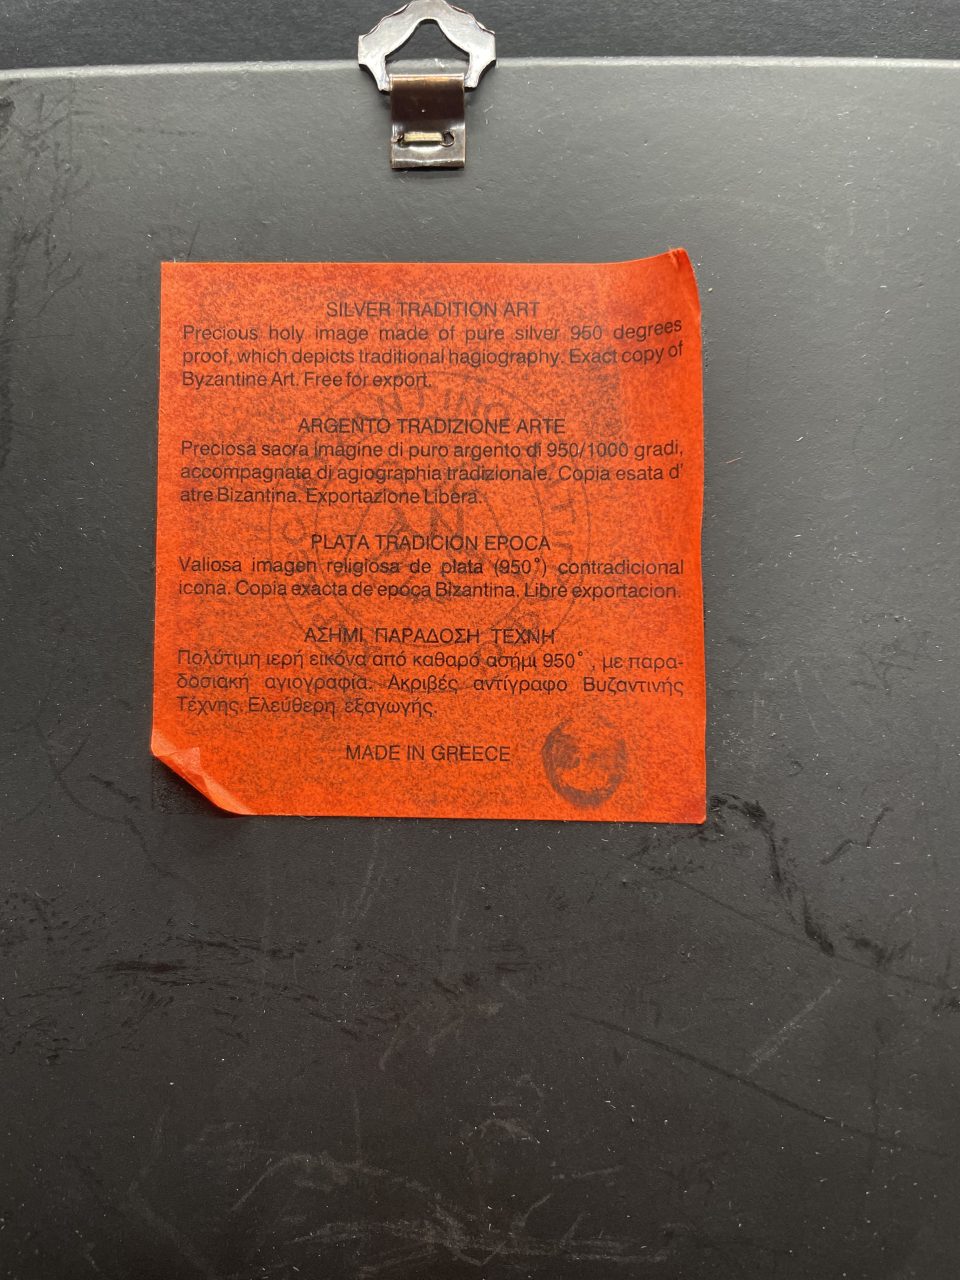 SILVER TRADITION ART
Precious holy image made of pure silver 950 degrees
proof, which depicts traditional hagiography. Exact copy of
Byzantine Art. Free for export.
ARGENTO TRADIZIONE ARTE
Preciosa sacra imagine di puro argento di 950/1000 gradi,
accompagnata di agiographia tradizionale. Copia esata d'
atre Bizantina. Exportazione Libera.
PLATA TRADICION EPOCA
Valiosa imagen religiosa de plata (950°) contradicional
icona. Copia exacta de epoca Bizantina. Libre exportacion.
ΑΣΗΜΙ ΠΑΡΑΔΟΣΗ ΤΕΧΝΗ
Πολύτιμη ιερή εικόνα από καθαρό ασήμι 950°, με παρα-
δοσιακή αγιογραφία. Ακριβές αντίγραφο Βυζαντινής
Τέχνης. Ελεύθερη εξαγωγής.
MADE IN GREECE